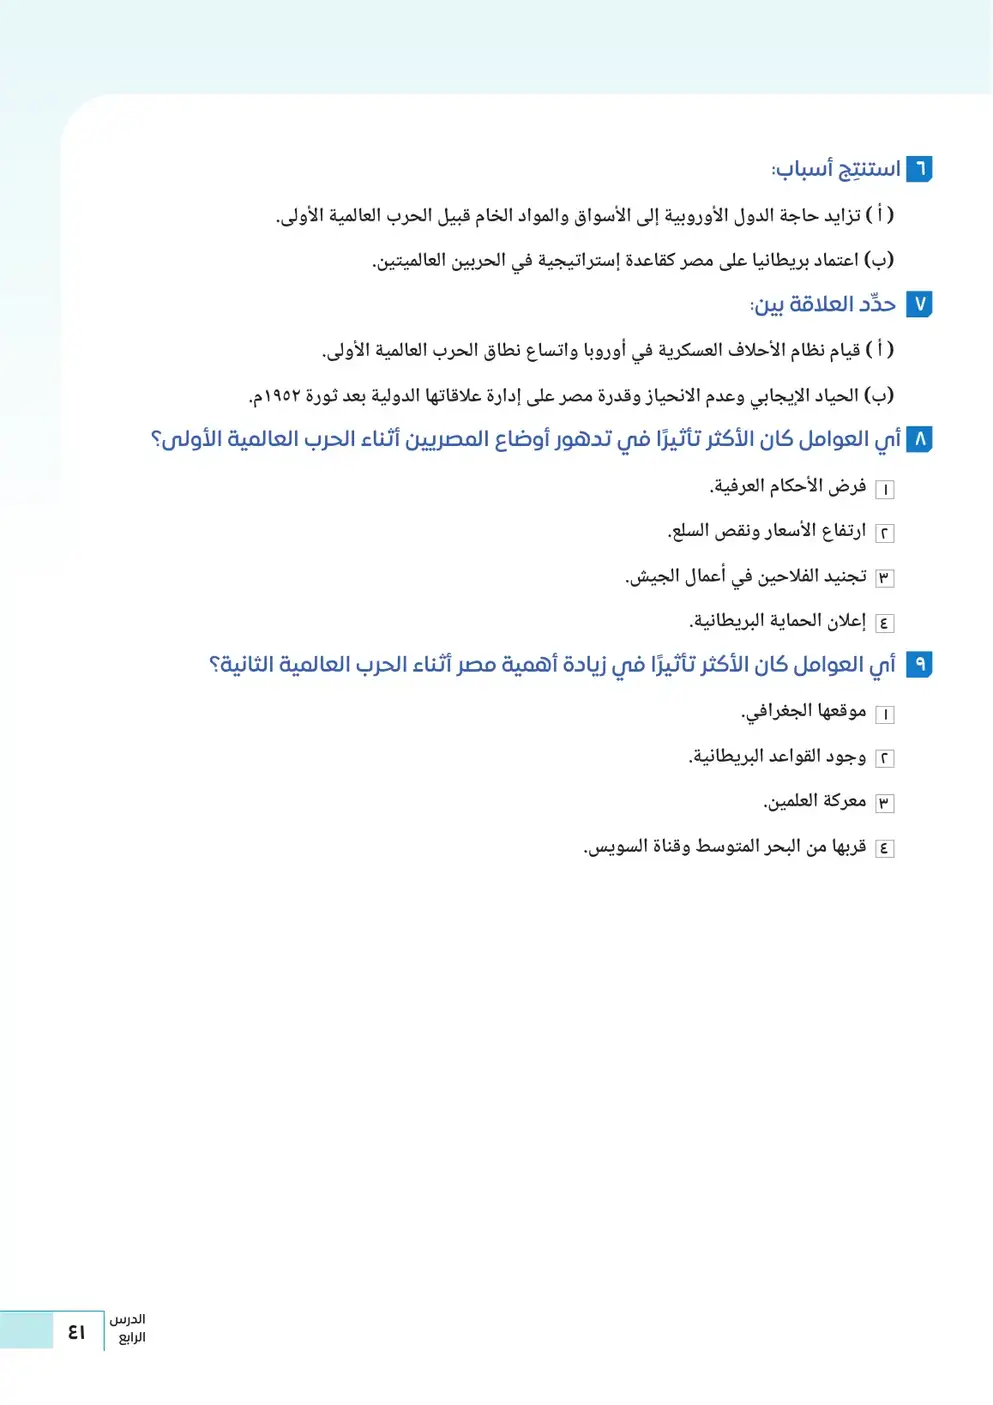 ٦ استنتِج أسباب:
( أ ) تزايد حاجة الدول الأوروبية إلى الأسواق والمواد الخام قبيل الحرب العالمية الأولى.
(ب) اعتماد بريطانيا على مصر كقاعدة إستراتيجية في الحربين العالميتين.
٧ حدِّد العلاقة بين:
( أ ) قيام نظام الأحلاف العسكرية في أوروبا واتساع نطاق الحرب العالمية الأولى.
(ب) الحياد الإيجابي وعدم الانحياز وقدرة مصر على إدارة علاقاتها الدولية بعد ثورة ١٩٥٢م.
٨ أي العوامل كان الأكثر تأثيرًا في تدهور أوضاع المصريين أثناء الحرب العالمية الأولى؟
١ فرض الأحكام العرفية.
٢ ارتفاع الأسعار ونقص السلع.
٣ تجنيد الفلاحين في أعمال الجيش.
٤ إعلان الحماية البريطانية.
٩ أي العوامل كان الأكثر تأثيرًا في زيادة أهمية مصر أثناء الحرب العالمية الثانية؟
١ موقعها الجغرافي.
٢ وجود القواعد البريطانية.
٣ معركة العلمين.
٤ قربها من البحر المتوسط وقناة السويس.
الدرس
الرابع
٤١